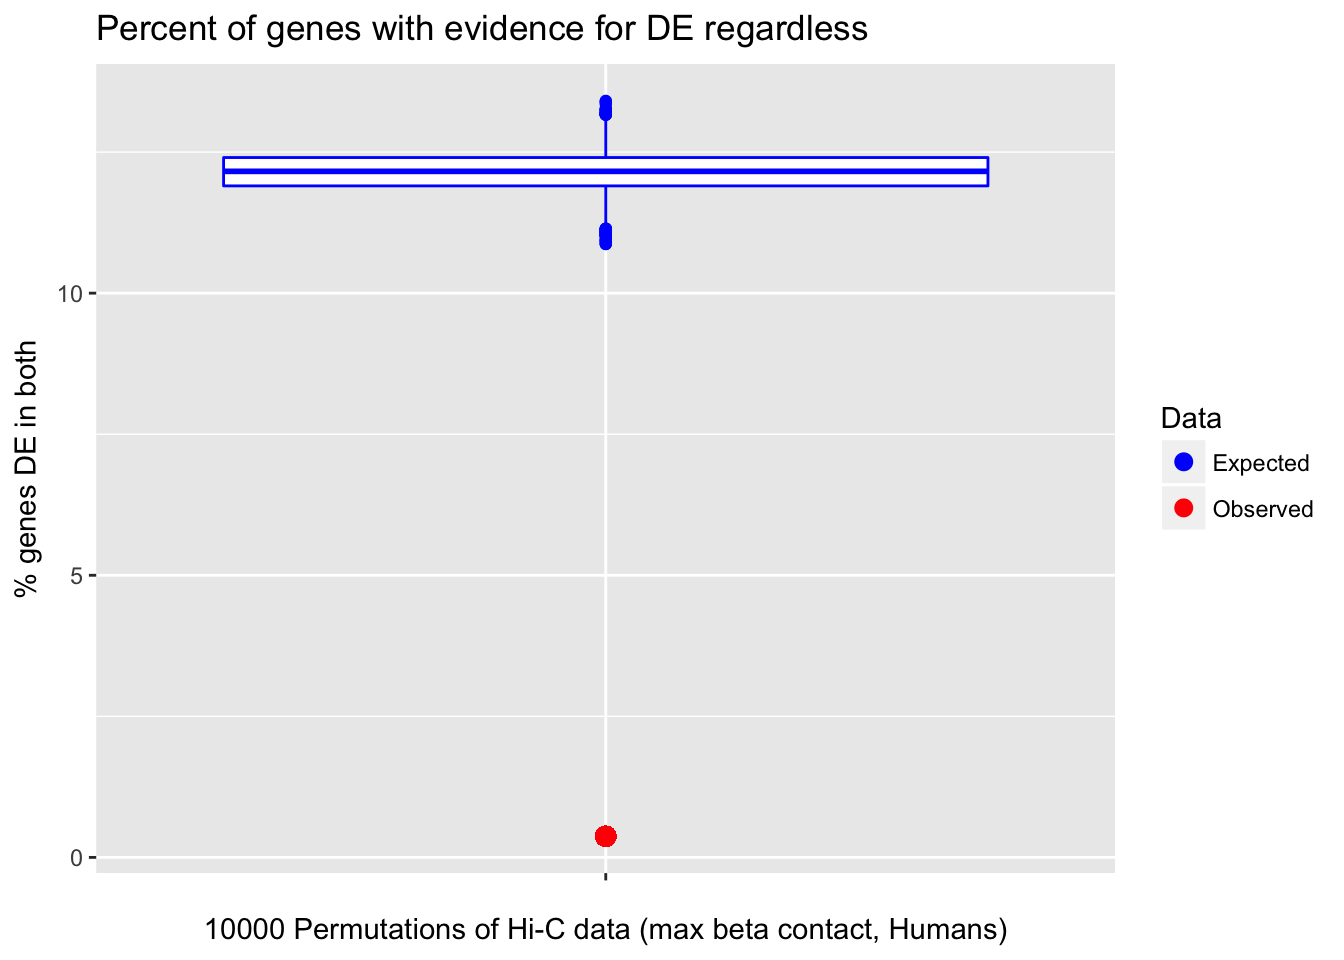 Percent of genes with evidence for DE regardless
% genes DE in both
10
5
0
10000 Permutations of Hi-C data (max beta contact, Humans)
Data
Expected
Observed